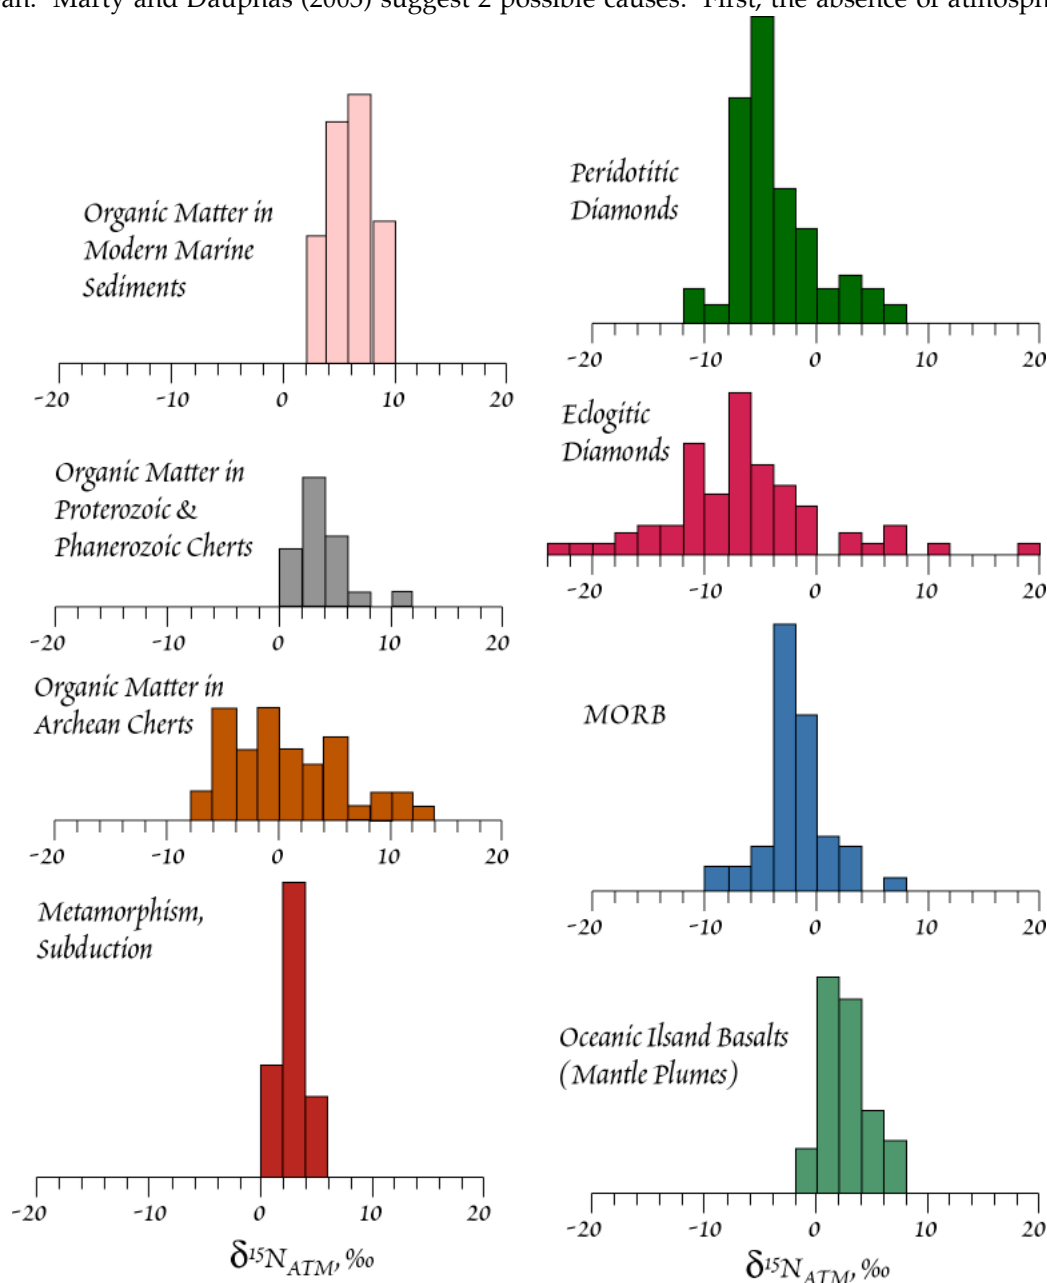 an. Marty and Dauphas (2003) suggest 2 possible causes. First, the absence of atmosph
Organic Matter in
Modern Marine
Sediments
-20 -10 0 10 20
Organic Matter in
Proterozoic &
Phanerozoic Cherts
-20 -10 0 10 20
Organic Matter in
Archean Cherts
-20 -10 0 10 20
Metamorphism,
Subduction
-20 -10 0 10 20
δ¹⁵N_ATM, ‰
Peridotitic
Diamonds
-20 -10 0 10 20
Eclogitic
Diamonds
-20 -10 0 10 20
MORB
-20 -10 0 10 20
Oceanic Ilsand Basalts
(Mantle Plumes)
-20 -10 0 10 20
δ¹⁵N_ATM, ‰